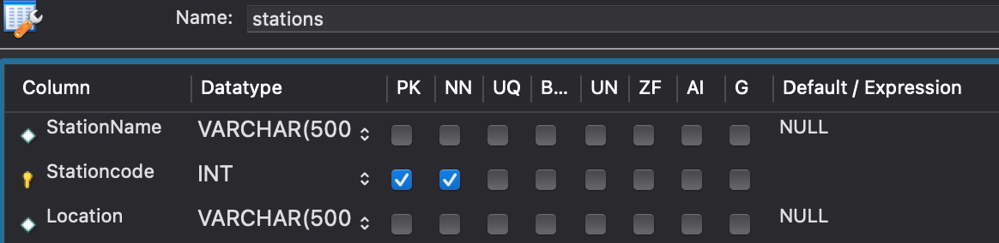 Name: stations
Column Datatype PK NN UQ B... UN ZF AI G Default / Expression
StationName VARCHAR(500 NULL
Stationcode INT
Location VARCHAR(500 NULL